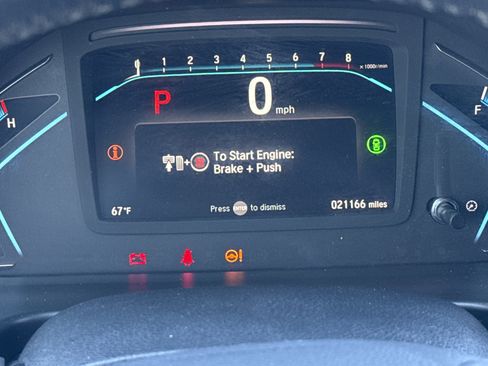 0 1 2 3 4 5 6 7 8 x1000r/min
P 0 mph
H F
To Start Engine:
Brake + Push
67°F Press ENTER to dismiss 021166 miles